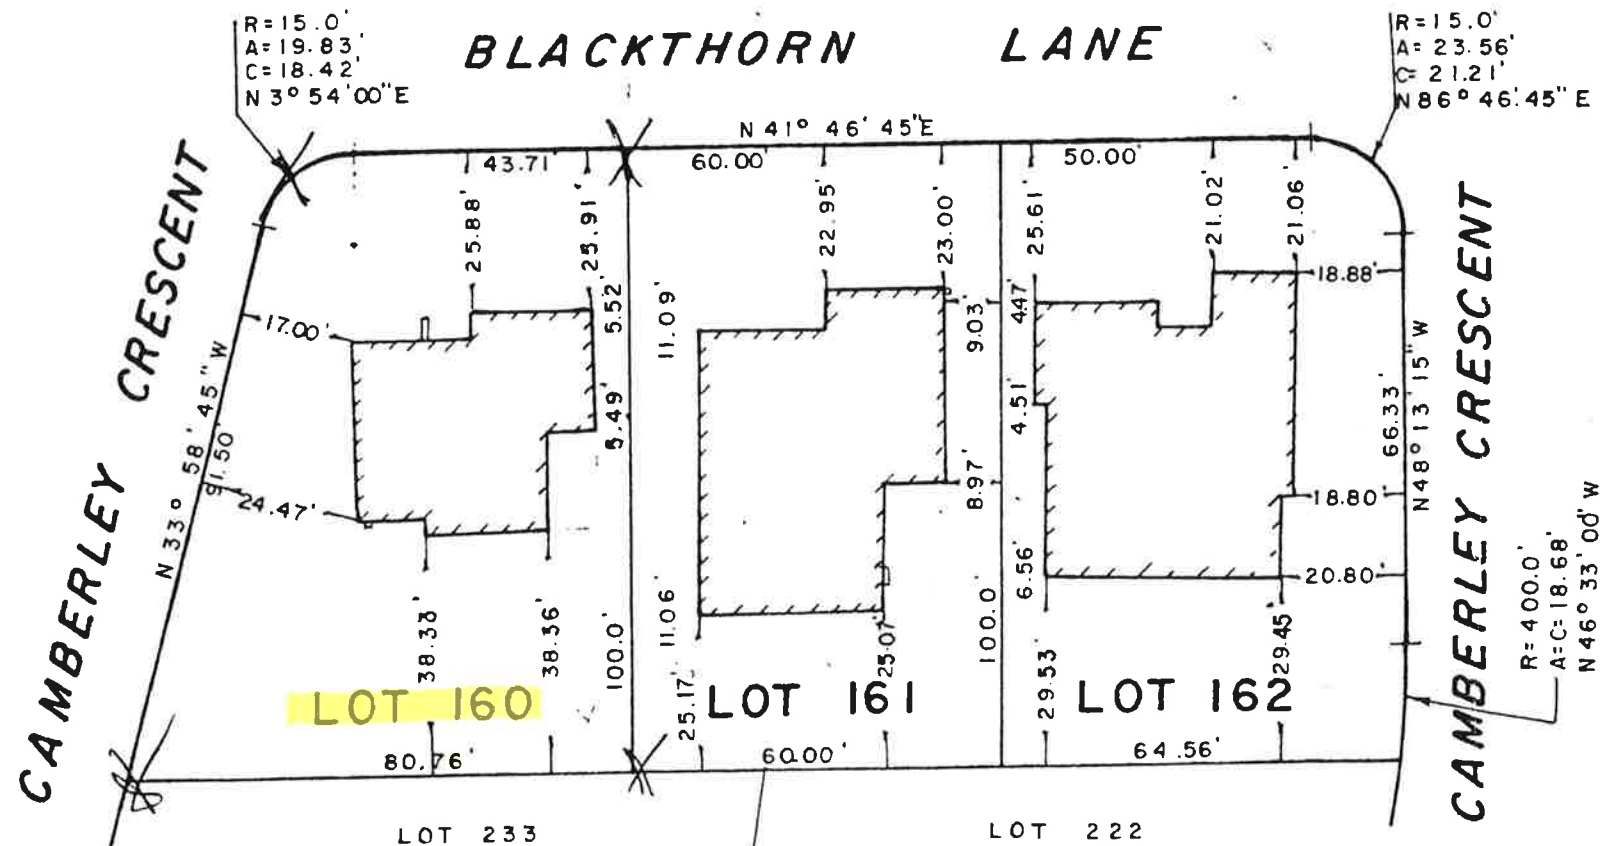 R=15.0'
A=19.83'
C=18.42'
N 3° 54'00"E
BLACKTHORN LANE
R=15.0'
A= 23.56'
C= 21.21'
N 86° 46'.45" E
N 41° 46' 45"E
43.71'
60.00'
50.00'
CAMBERLEY CRESCENT
N 33° 58' 45" W
91.50'
25.88'
25.91'
5.52'
5.49'
17.00'
24.47'
38.33'
38.36'
100.0'
LOT 160
80.76'
11.09'
22.95'
23.00'
9.03'
8.97'
11.06'
25.17'
25.07'
100.0'
LOT 161
60.00'
25.61'
21.02'
21.06'
4.47'
4.51'
6.56'
18.88'
18.80'
20.80'
29.53'
29.45'
LOT 162
64.56'
66.33'
N 48° 13' 15" W
CAMBERLEY CRESCENT
R= 400.0'
A=C=18.68'
N 46° 33' 00" W
LOT 233
LOT 222